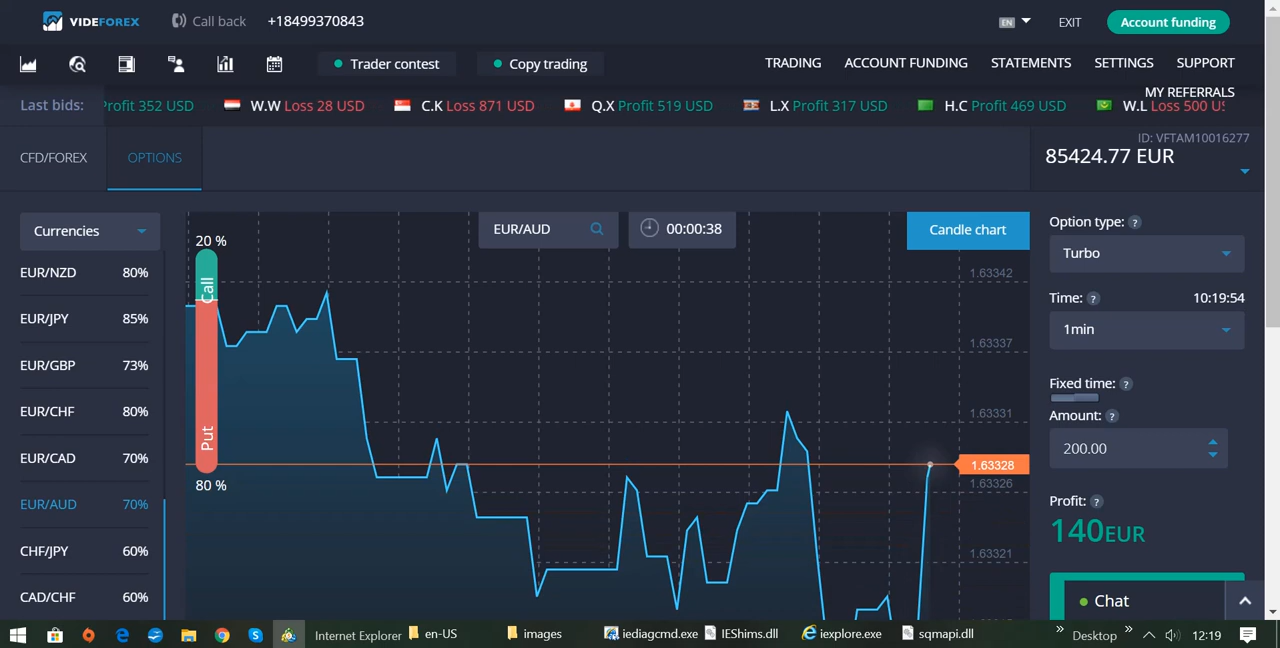 VIDEFOREX
Call back
+18499370843
EN
EXIT
Account funding
Trader contest
Copy trading
TRADING
ACCOUNT FUNDING
STATEMENTS
SETTINGS
SUPPORT
MY REFERRALS
Last bids:
Profit 352 USD
W.W Loss 28 USD
C.K Loss 871 USD
Q.X Profit 519 USD
L.X Profit 317 USD
H.C Profit 469 USD
W.L Loss 500
CFD/FOREX
OPTIONS
ID: VFTAM10016277
85424.77 EUR
Currencies
EUR/NZD 80%
EUR/JPY 85%
EUR/GBP 73%
EUR/CHF 80%
EUR/CAD 70%
EUR/AUD 70%
CHF/JPY 60%
CAD/CHF 60%
20 %
Call
Put
80 %
EUR/AUD
00:00:38
Candle chart
1.63342
1.63337
1.63331
1.63328
1.63326
1.63321
Option type: ?
Turbo
Time: ?
10:19:54
1min
Fixed time: ?
Amount: ?
200.00
Profit: ?
140EUR
Chat
Internet Explorer
en-US
images
iediagcmd.exe
IEShims.dll
iexplore.exe
sqmapi.dll
Desktop
12:19